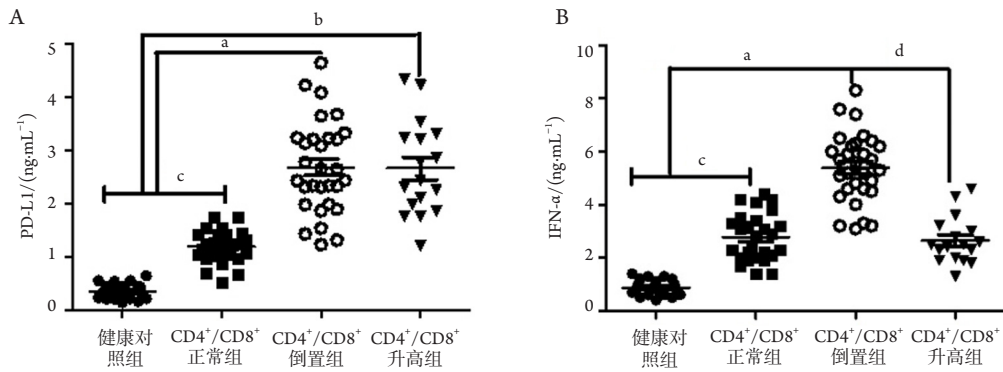 A
b
a
c
PD-L1/(ng·mL⁻¹)
5
4
3
2
1
0
健康对
照组
CD4⁺/CD8⁺
正常组
CD4⁺/CD8⁺
倒置组
CD4⁺/CD8⁺
升高组
B
a
d
c
IFN-α/(ng·mL⁻¹)
10
8
6
4
2
0
健康对
照组
CD4⁺/CD8⁺
正常组
CD4⁺/CD8⁺
倒置组
CD4⁺/CD8⁺
升高组